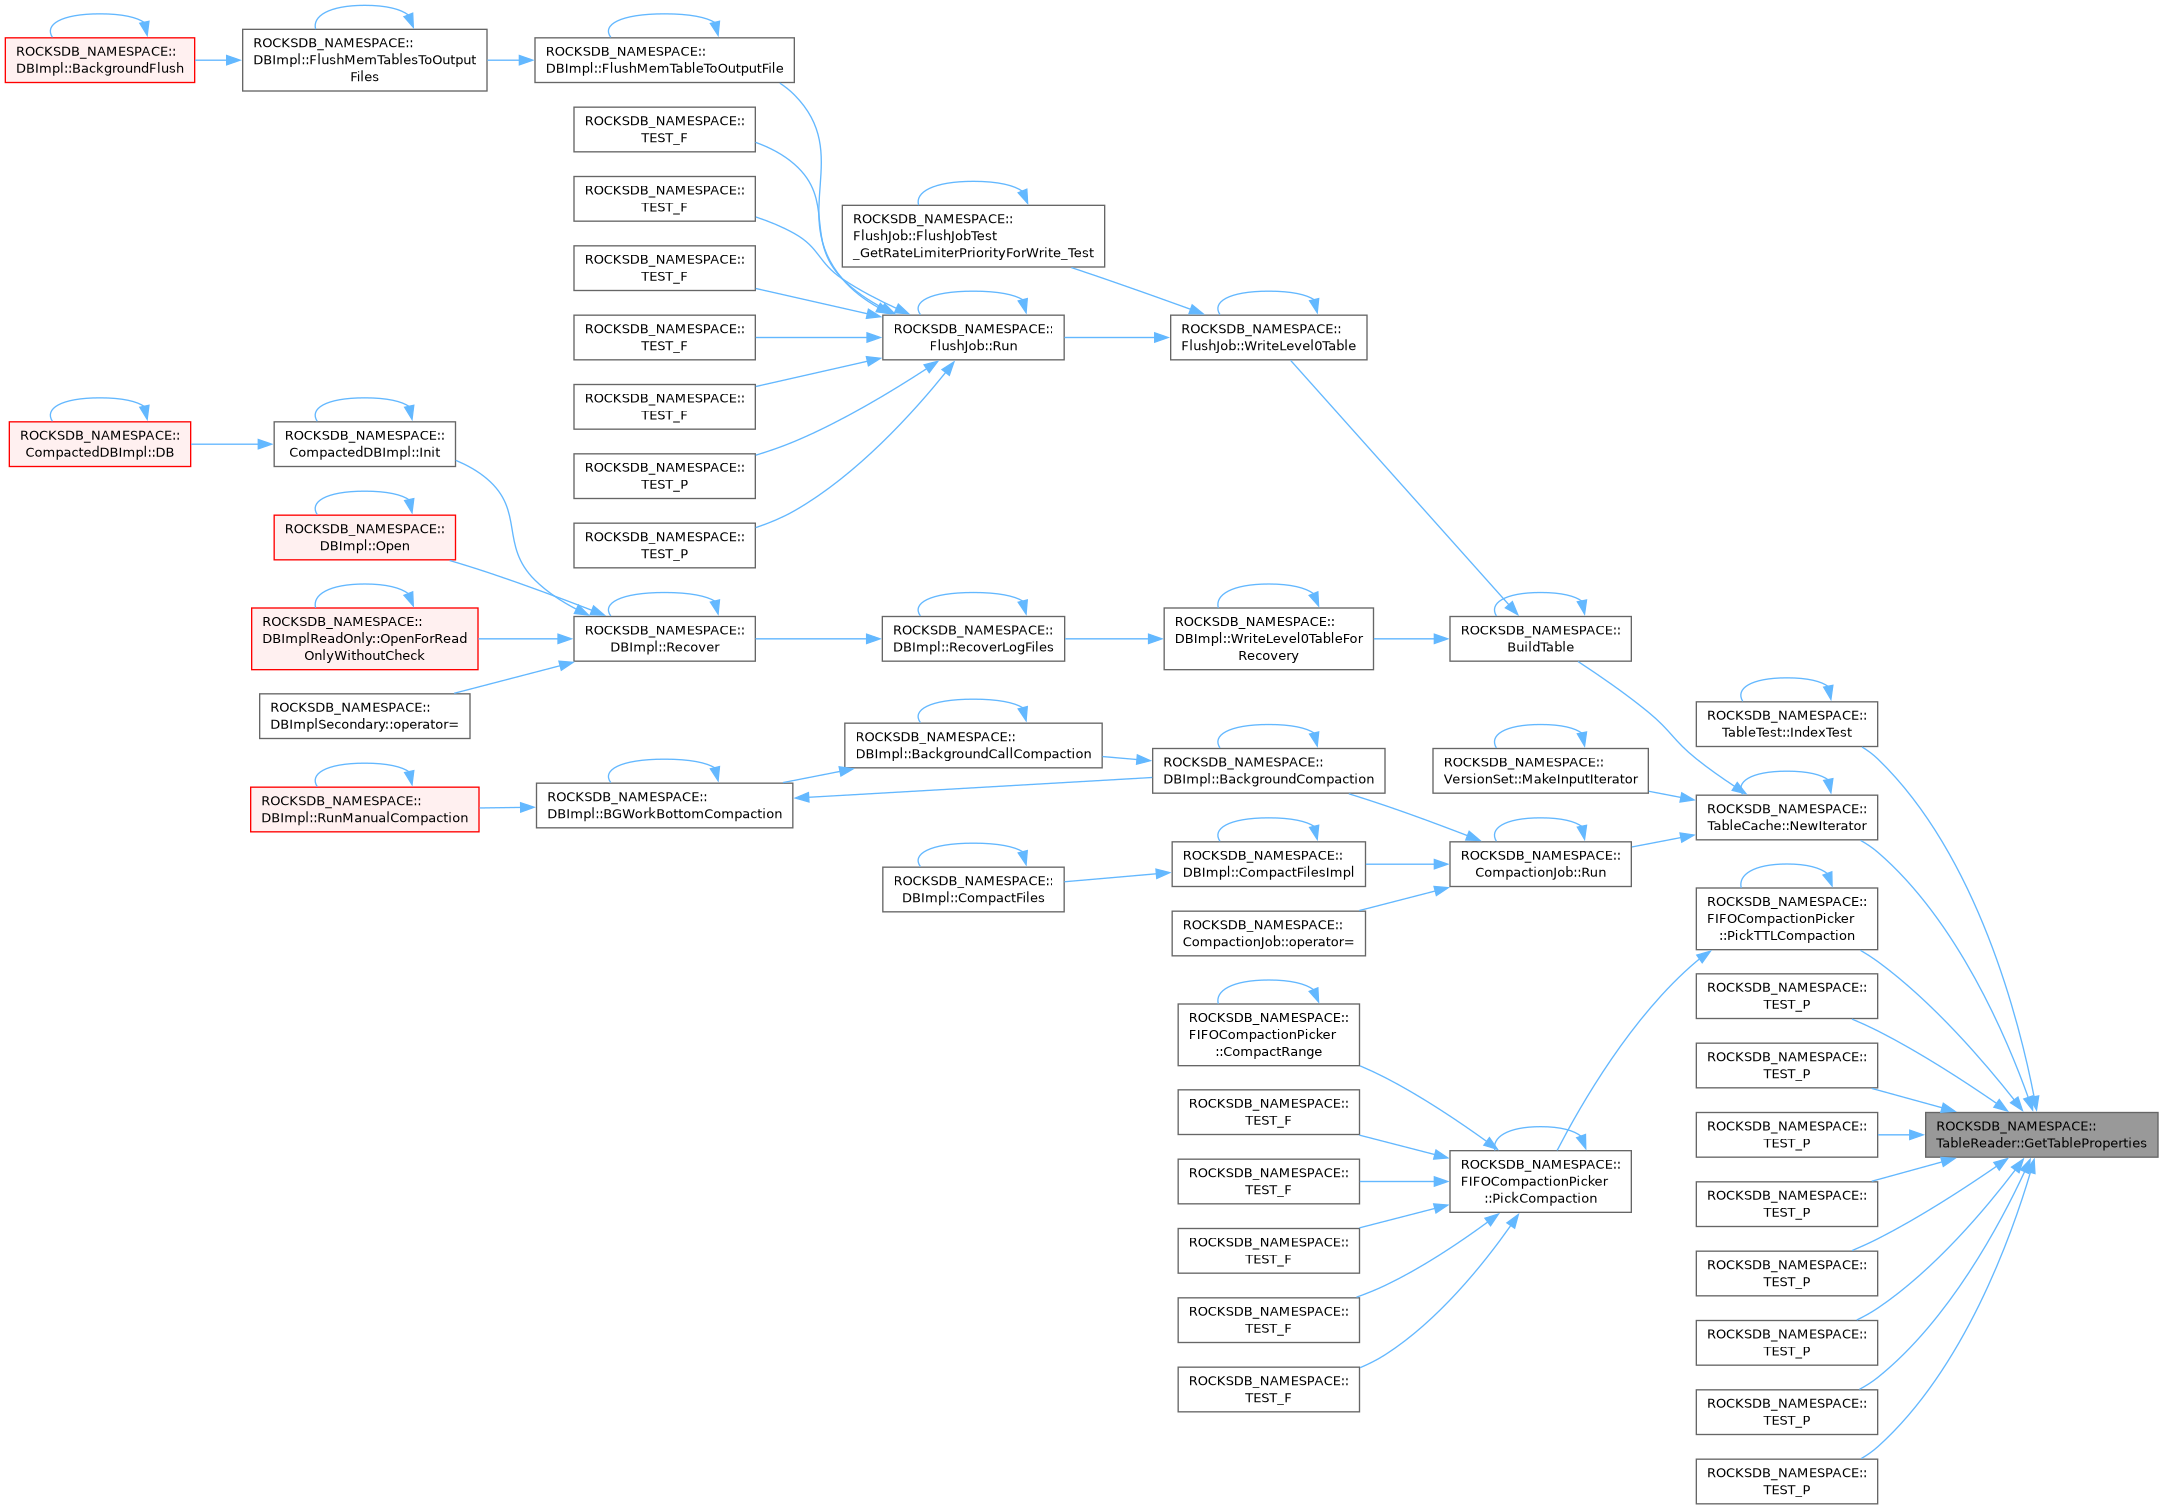 ROCKSDB_NAMESPACE::
DBImpl::BackgroundFlush
ROCKSDB_NAMESPACE::
DBImpl::FlushMemTablesToOutput
Files
ROCKSDB_NAMESPACE::
DBImpl::FlushMemTableToOutputFile
ROCKSDB_NAMESPACE::
TEST_F
ROCKSDB_NAMESPACE::
TEST_F
ROCKSDB_NAMESPACE::
TEST_F
ROCKSDB_NAMESPACE::
TEST_F
ROCKSDB_NAMESPACE::
TEST_F
ROCKSDB_NAMESPACE::
TEST_P
ROCKSDB_NAMESPACE::
TEST_P
ROCKSDB_NAMESPACE::
FlushJob::FlushJobTest
_GetRateLimiterPriorityForWrite_Test
ROCKSDB_NAMESPACE::
FlushJob::Run
ROCKSDB_NAMESPACE::
FlushJob::WriteLevel0Table
ROCKSDB_NAMESPACE::
CompactedDBImpl::DB
ROCKSDB_NAMESPACE::
CompactedDBImpl::Init
ROCKSDB_NAMESPACE::
DBImpl::Open
ROCKSDB_NAMESPACE::
DBImplReadOnly::OpenForRead
OnlyWithoutCheck
ROCKSDB_NAMESPACE::
DBImplSecondary::operator=
ROCKSDB_NAMESPACE::
DBImpl::Recover
ROCKSDB_NAMESPACE::
DBImpl::RecoverLogFiles
ROCKSDB_NAMESPACE::
DBImpl::WriteLevel0TableFor
Recovery
ROCKSDB_NAMESPACE::
BuildTable
ROCKSDB_NAMESPACE::
DBImpl::RunManualCompaction
ROCKSDB_NAMESPACE::
DBImpl::BGWorkBottomCompaction
ROCKSDB_NAMESPACE::
DBImpl::BackgroundCallCompaction
ROCKSDB_NAMESPACE::
DBImpl::BackgroundCompaction
ROCKSDB_NAMESPACE::
VersionSet::MakeInputIterator
ROCKSDB_NAMESPACE::
TableTest::IndexTest
ROCKSDB_NAMESPACE::
TableCache::NewIterator
ROCKSDB_NAMESPACE::
DBImpl::CompactFiles
ROCKSDB_NAMESPACE::
DBImpl::CompactFilesImpl
ROCKSDB_NAMESPACE::
CompactionJob::Run
ROCKSDB_NAMESPACE::
CompactionJob::operator=
ROCKSDB_NAMESPACE::
FIFOCompactionPicker
::PickTTLCompaction
ROCKSDB_NAMESPACE::
FIFOCompactionPicker
::CompactRange
ROCKSDB_NAMESPACE::
TEST_F
ROCKSDB_NAMESPACE::
TEST_F
ROCKSDB_NAMESPACE::
TEST_F
ROCKSDB_NAMESPACE::
TEST_F
ROCKSDB_NAMESPACE::
TEST_F
ROCKSDB_NAMESPACE::
FIFOCompactionPicker
::PickCompaction
ROCKSDB_NAMESPACE::
TEST_P
ROCKSDB_NAMESPACE::
TEST_P
ROCKSDB_NAMESPACE::
TEST_P
ROCKSDB_NAMESPACE::
TEST_P
ROCKSDB_NAMESPACE::
TEST_P
ROCKSDB_NAMESPACE::
TEST_P
ROCKSDB_NAMESPACE::
TEST_P
ROCKSDB_NAMESPACE::
TEST_P
ROCKSDB_NAMESPACE::
TableReader::GetTableProperties